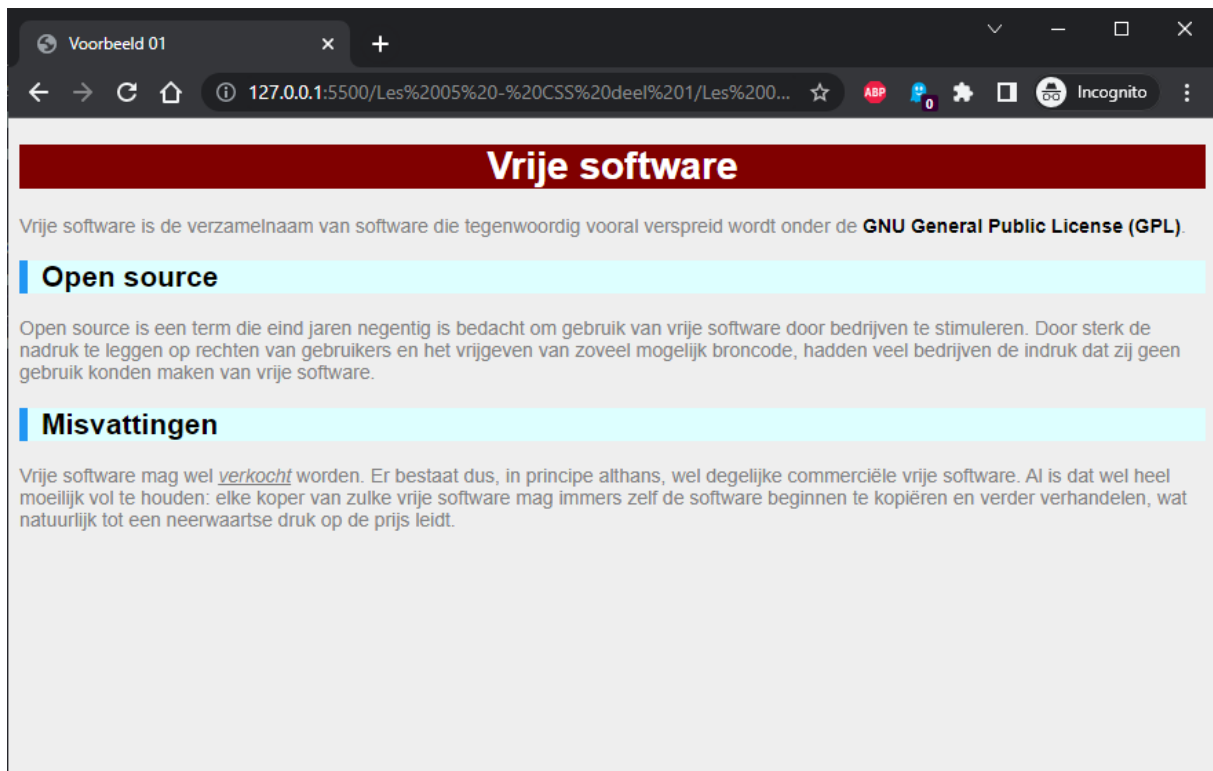 Voorbeeld 01
127.0.0.1:5500/Les%2005%20-%20CSS%20deel%201/Les%200...
ABP
0
Incognito
Vrije software
Vrije software is de verzamelnaam van software die tegenwoordig vooral verspreid wordt onder de GNU General Public License (GPL).
Open source
Open source is een term die eind jaren negentig is bedacht om gebruik van vrije software door bedrijven te stimuleren. Door sterk de
nadruk te leggen op rechten van gebruikers en het vrijgeven van zoveel mogelijk broncode, hadden veel bedrijven de indruk dat zij geen
gebruik konden maken van vrije software.
Misvattingen
Vrije software mag wel verkocht worden. Er bestaat dus, in principe althans, wel degelijke commerciële vrije software. Al is dat wel heel
moeilijk vol te houden: elke koper van zulke vrije software mag immers zelf de software beginnen te kopiëren en verder verhandelen, wat
natuurlijk tot een neerwaartse druk op de prijs leidt.